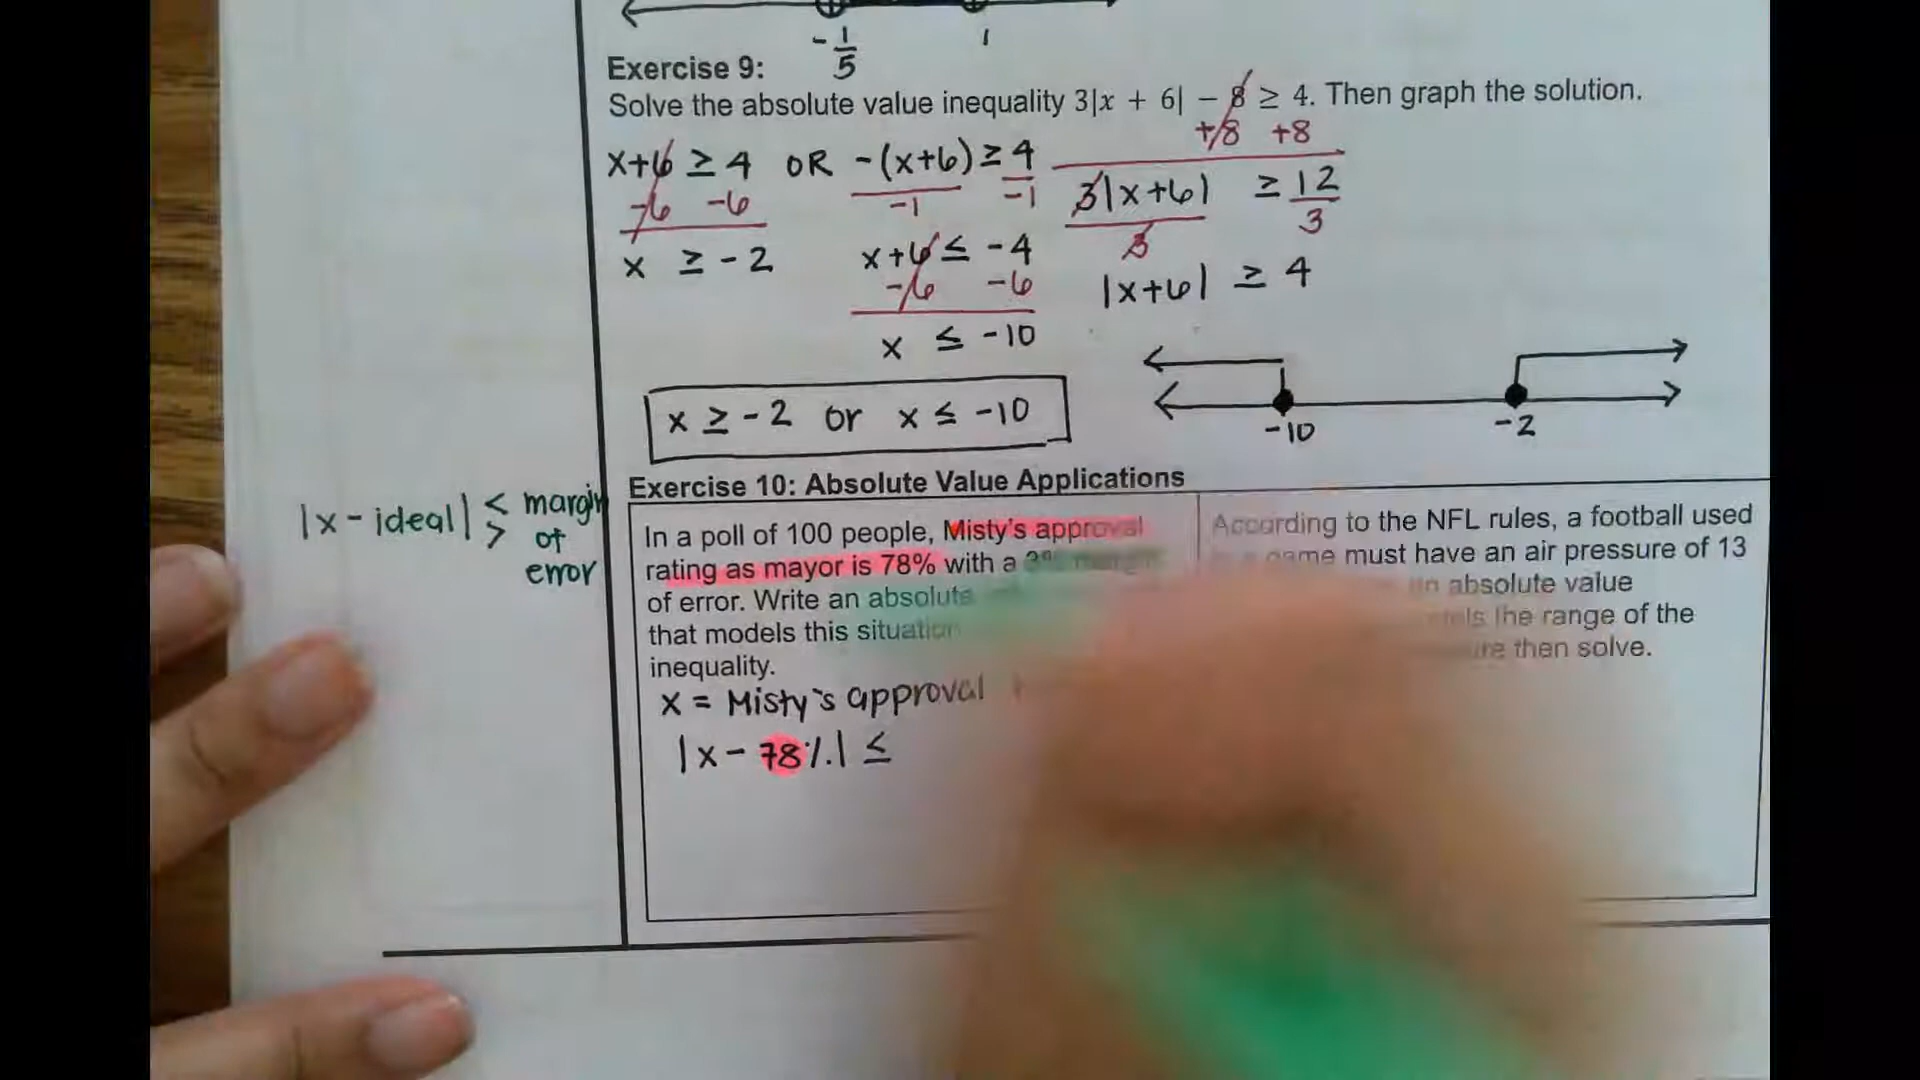 -1/5 1
Exercise 9:
Solve the absolute value inequality 3|x + 6| − 8 ≥ 4. Then graph the solution.
+8 +8
x+6 ≥ 4 OR -(x+6) ≥ 4
-6 -6
-1 -1
3|x+6| ≥ 12
3 3
x ≥ -2
x+6 ≤ -4
-6 -6
|x+6| ≥ 4
x ≤ -10
x ≥ -2 or x ≤ -10
-10 -2
Exercise 10: Absolute Value Applications
|x - ideal| < > margin of error
In a poll of 100 people, Misty's approval
rating as mayor is 78% with a 3%
of error. Write an absolute
that models this situation
inequality.
x = Misty's approval
|x - 78%| ≤
According to the NFL rules, a football used
game must have an air pressure of 13
an absolute value
the range of the
then solve.